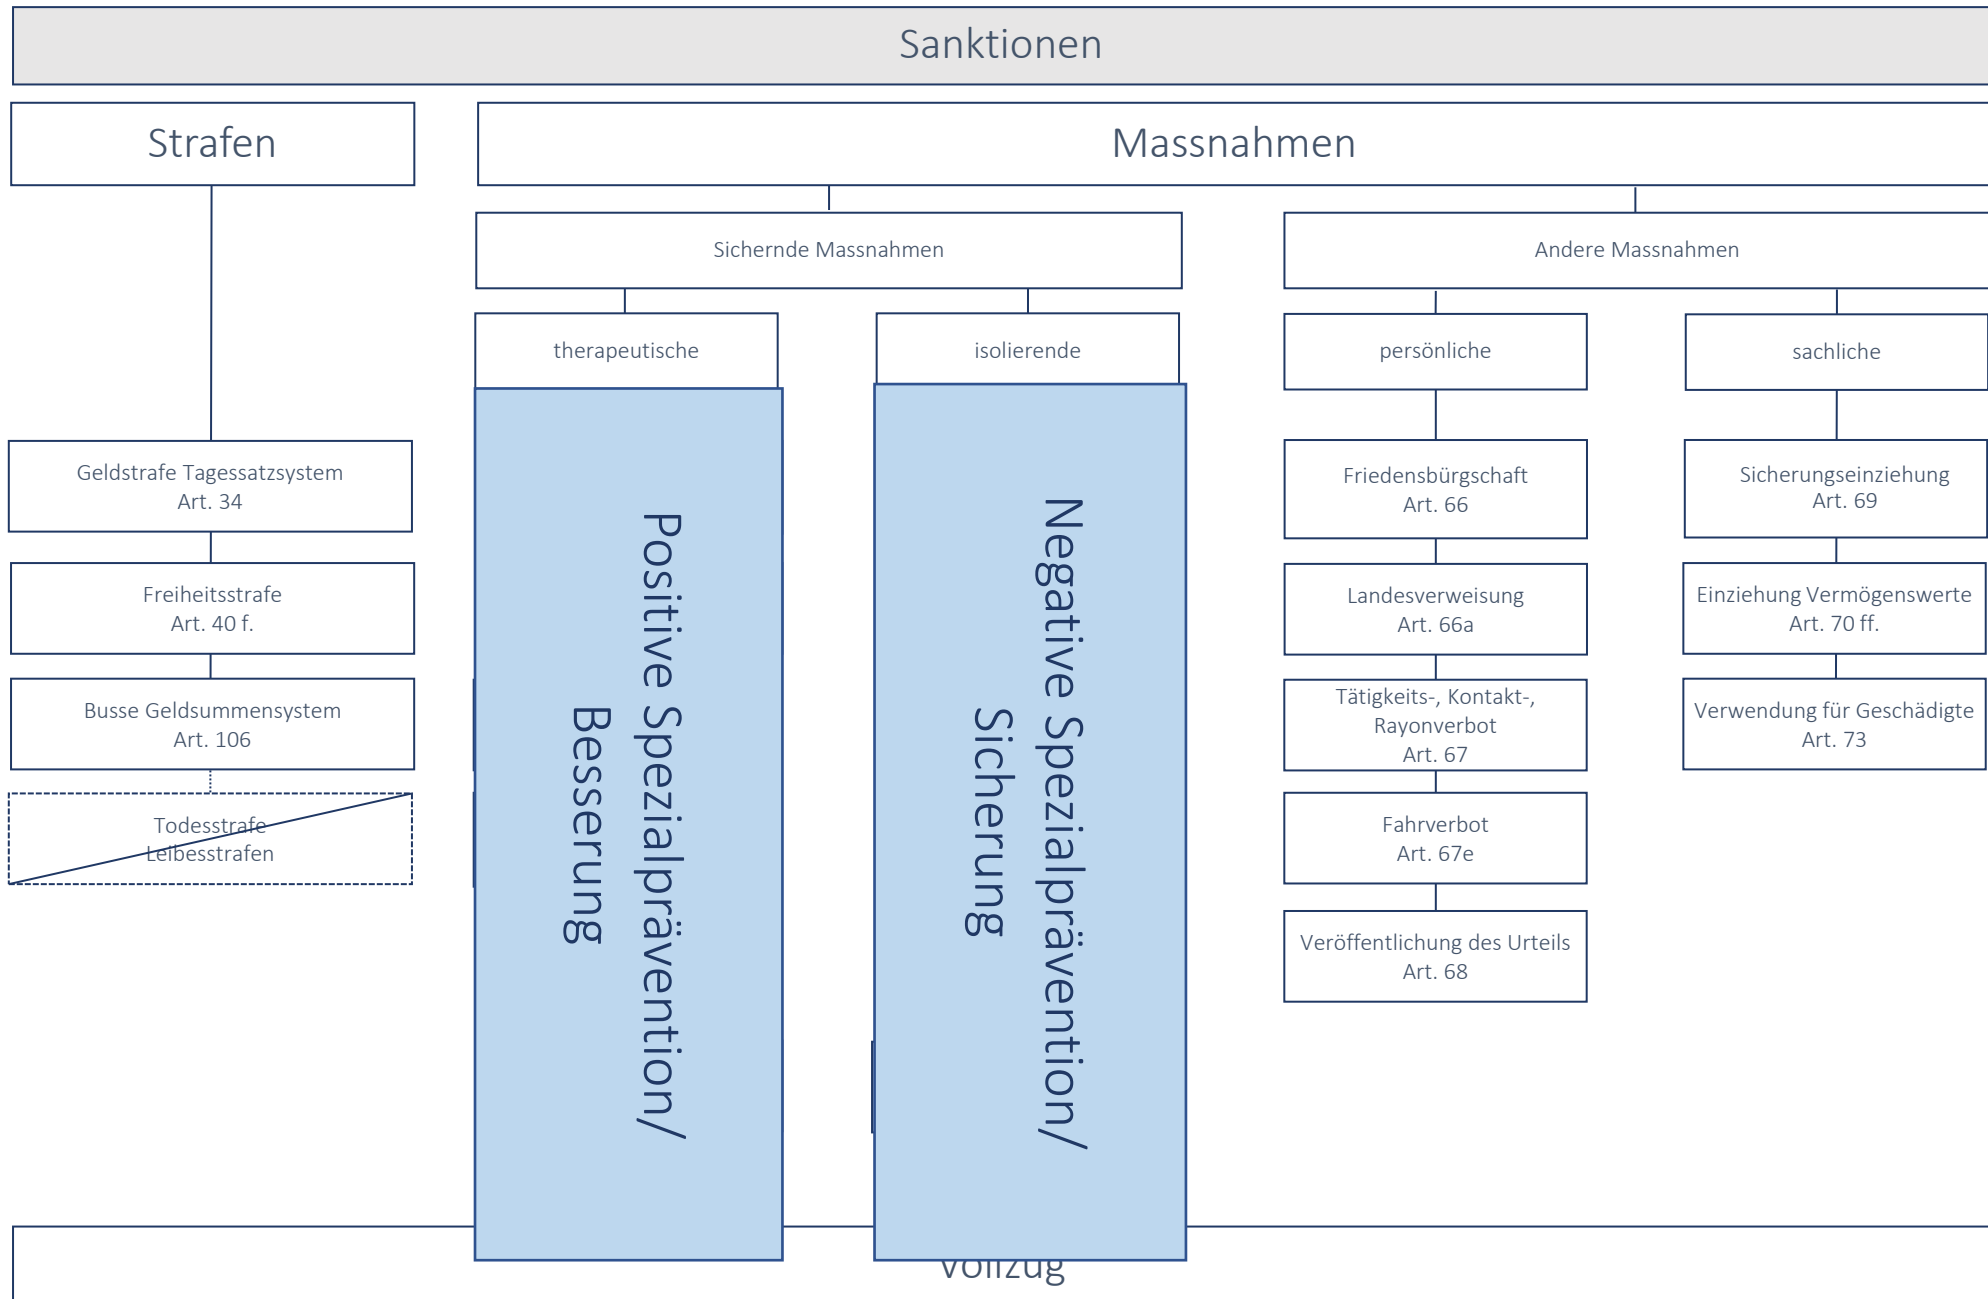 Sanktionen
Strafen
Massnahmen
Sichernde Massnahmen
Andere Massnahmen
therapeutische
isolierende
persönliche
sachliche
Geldstrafe Tagessatzsystem
Art. 34
Freiheitsstrafe
Art. 40 f.
Busse Geldsummensystem
Art. 106
Todesstrafe
Leibesstrafen
Positive Spezialprävention/
Besserung
Negative Spezialprävention/
Sicherung
Friedensbürgschaft
Art. 66
Landesverweisung
Art. 66a
Tätigkeits-, Kontakt-,
Rayonverbot
Art. 67
Fahrverbot
Art. 67e
Veröffentlichung des Urteils
Art. 68
Sicherungseinziehung
Art. 69
Einziehung Vermögenswerte
Art. 70 ff.
Verwendung für Geschädigte
Art. 73
Vollzug